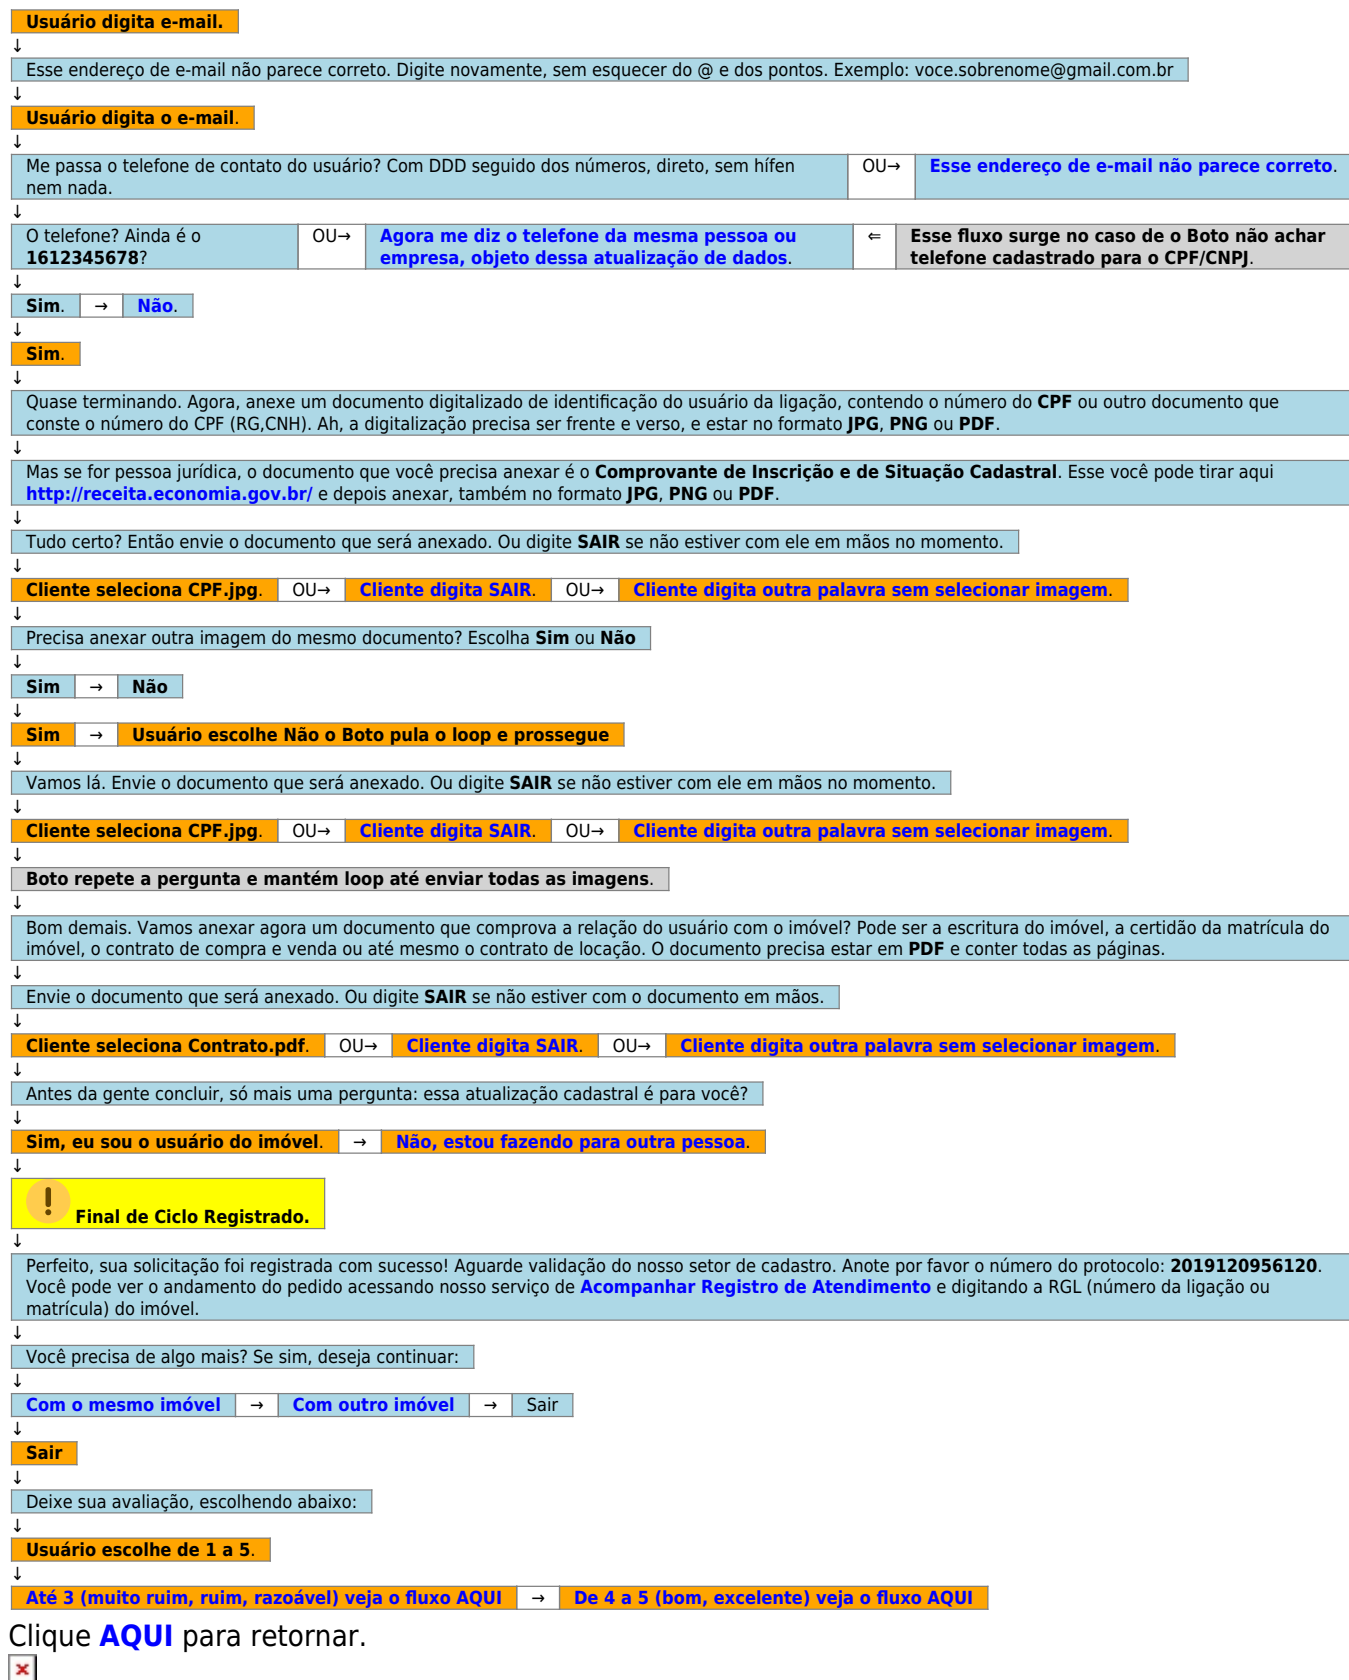 Usuário digita e-mail.
↓
Esse endereço de e-mail não parece correto. Digite novamente, sem esquecer do @ e dos pontos. Exemplo: voce.sobrenome@gmail.com.br
↓
Usuário digita o e-mail.
↓
Me passa o telefone de contato do usuário? Com DDD seguido dos números, direto, sem hífen OU→ Esse endereço de e-mail não parece correto.
nem nada.
↓
O telefone? Ainda é o OU→ Agora me diz o telefone da mesma pessoa ou ⇐ Esse fluxo surge no caso de o Boto não achar
1612345678? empresa, objeto dessa atualização de dados. telefone cadastrado para o CPF/CNPJ.
↓
Sim. → Não.
↓
Sim.
↓
Quase terminando. Agora, anexe um documento digitalizado de identificação do usuário da ligação, contendo o número do CPF ou outro documento que
conste o número do CPF (RG,CNH). Ah, a digitalização precisa ser frente e verso, e estar no formato JPG, PNG ou PDF.
↓
Mas se for pessoa jurídica, o documento que você precisa anexar é o Comprovante de Inscrição e de Situação Cadastral. Esse você pode tirar aqui
http://receita.economia.gov.br/ e depois anexar, também no formato JPG, PNG ou PDF.
↓
Tudo certo? Então envie o documento que será anexado. Ou digite SAIR se não estiver com ele em mãos no momento.
↓
Cliente seleciona CPF.jpg. OU→ Cliente digita SAIR. OU→ Cliente digita outra palavra sem selecionar imagem.
↓
Precisa anexar outra imagem do mesmo documento? Escolha Sim ou Não
↓
Sim → Não
↓
Sim → Usuário escolhe Não o Boto pula o loop e prossegue
↓
Vamos lá. Envie o documento que será anexado. Ou digite SAIR se não estiver com ele em mãos no momento.
↓
Cliente seleciona CPF.jpg. OU→ Cliente digita SAIR. OU→ Cliente digita outra palavra sem selecionar imagem.
↓
Boto repete a pergunta e mantém loop até enviar todas as imagens.
↓
Bom demais. Vamos anexar agora um documento que comprova a relação do usuário com o imóvel? Pode ser a escritura do imóvel, a certidão da matrícula do
imóvel, o contrato de compra e venda ou até mesmo o contrato de locação. O documento precisa estar em PDF e conter todas as páginas.
↓
Envie o documento que será anexado. Ou digite SAIR se não estiver com o documento em mãos.
↓
Cliente seleciona Contrato.pdf. OU→ Cliente digita SAIR. OU→ Cliente digita outra palavra sem selecionar imagem.
↓
Antes da gente concluir, só mais uma pergunta: essa atualização cadastral é para você?
↓
Sim, eu sou o usuário do imóvel. → Não, estou fazendo para outra pessoa.
↓
! Final de Ciclo Registrado.
↓
Perfeito, sua solicitação foi registrada com sucesso! Aguarde validação do nosso setor de cadastro. Anote por favor o número do protocolo: 2019120956120.
Você pode ver o andamento do pedido acessando nosso serviço de Acompanhar Registro de Atendimento e digitando a RGL (número da ligação ou
matrícula) do imóvel.
↓
Você precisa de algo mais? Se sim, deseja continuar:
↓
Com o mesmo imóvel → Com outro imóvel → Sair
↓
Sair
↓
Deixe sua avaliação, escolhendo abaixo:
↓
Usuário escolhe de 1 a 5.
↓
Até 3 (muito ruim, ruim, razoável) veja o fluxo AQUI → De 4 a 5 (bom, excelente) veja o fluxo AQUI
Clique AQUI para retornar.